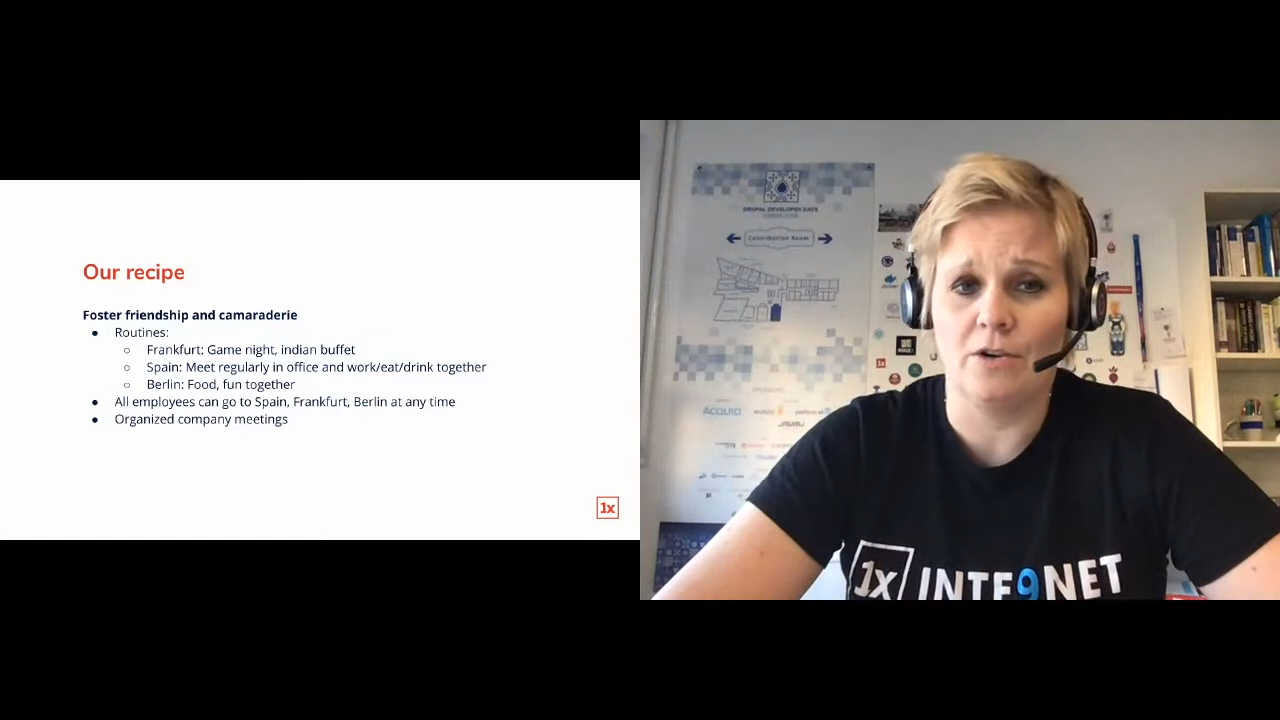 Our recipe
Foster friendship and camaraderie
● Routines:
○ Frankfurt: Game night, indian buffet
○ Spain: Meet regularly in office and work/eat/drink together
○ Berlin: Food, fun together
● All employees can go to Spain, Frankfurt, Berlin at any time
● Organized company meetings
1x
DRUPAL DEVELOPER DAYS
Contribution Room
ACQUIA
1x INTE9NET